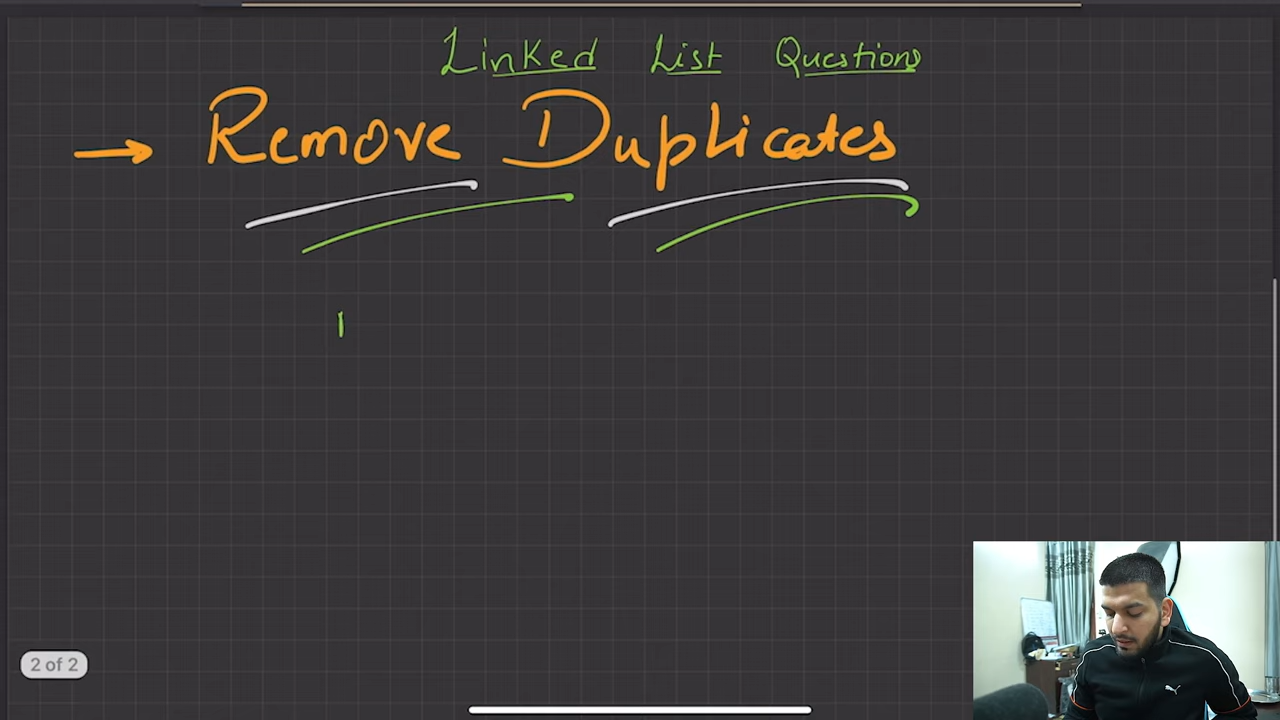 Linked List Questions
→ Remove Duplicates
1
2 of 2